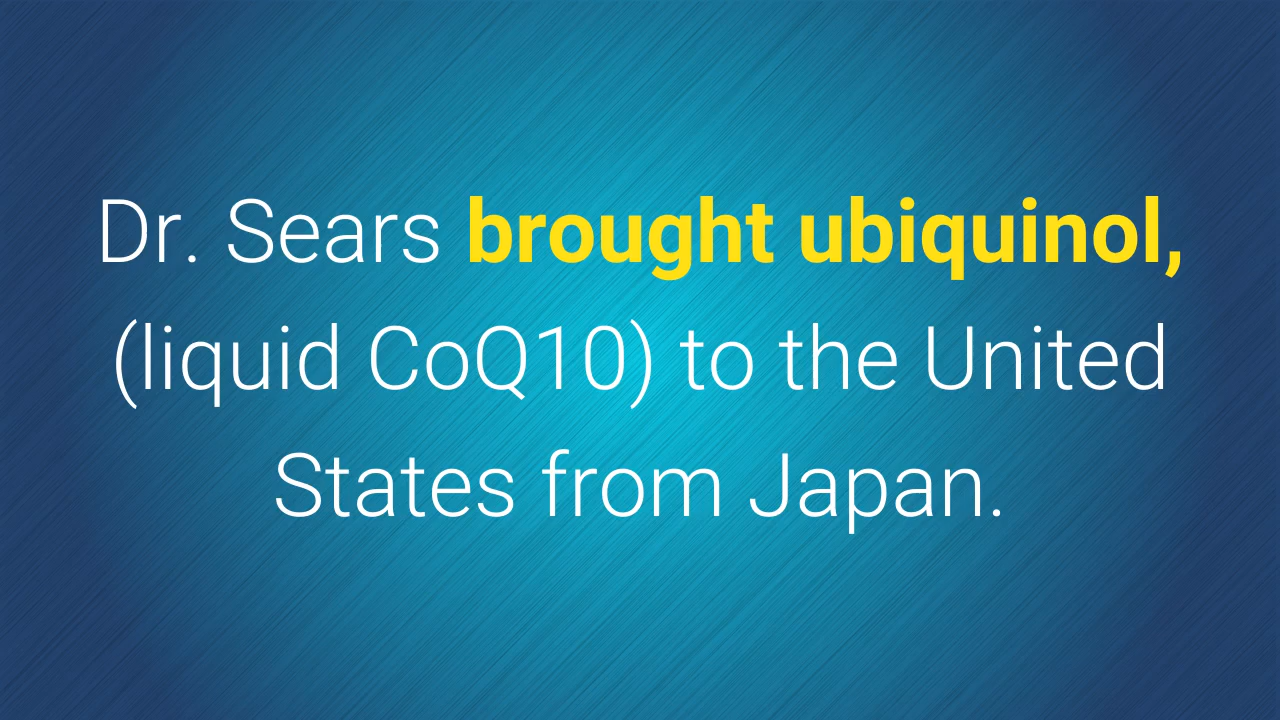 Dr. Sears brought ubiquinol,
(liquid CoQ10) to the United
States from Japan.